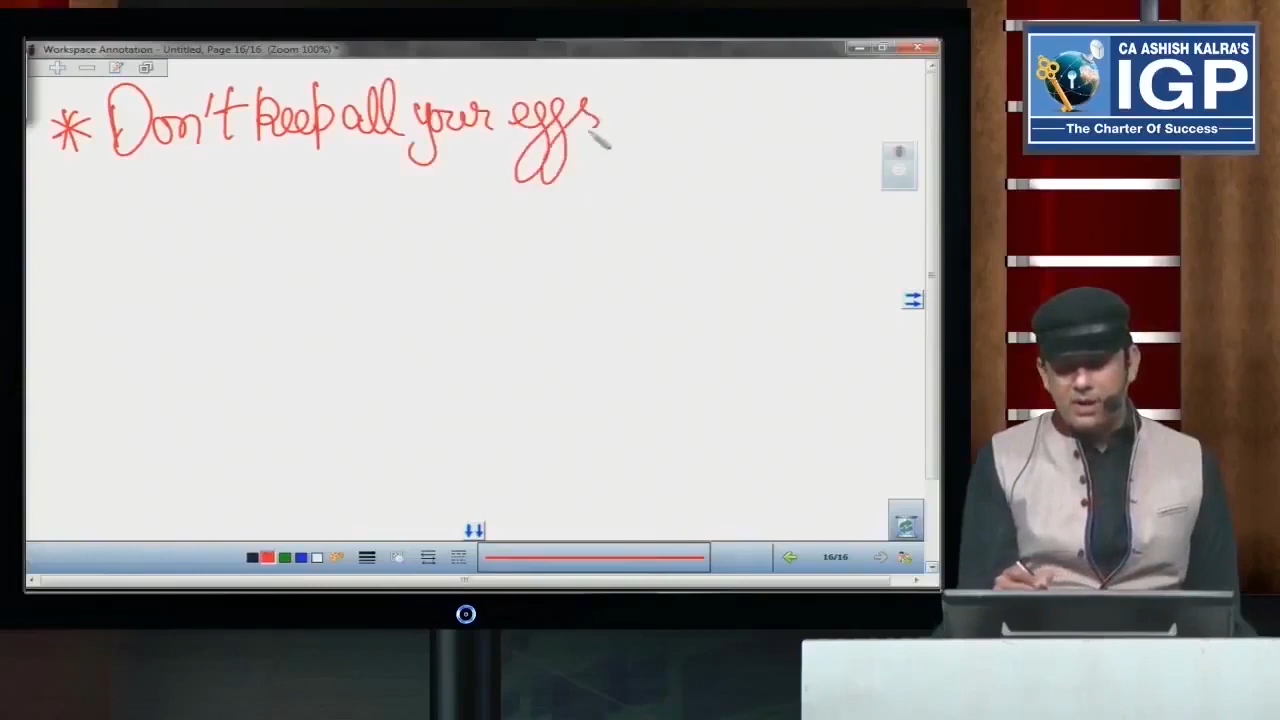 Workspace Annotation - Untitled, Page 16/16 (Zoom 100%) *
* Don't keep all your eggs
16/16
CA ASHISH KALRA'S
IGP
The Charter Of Success